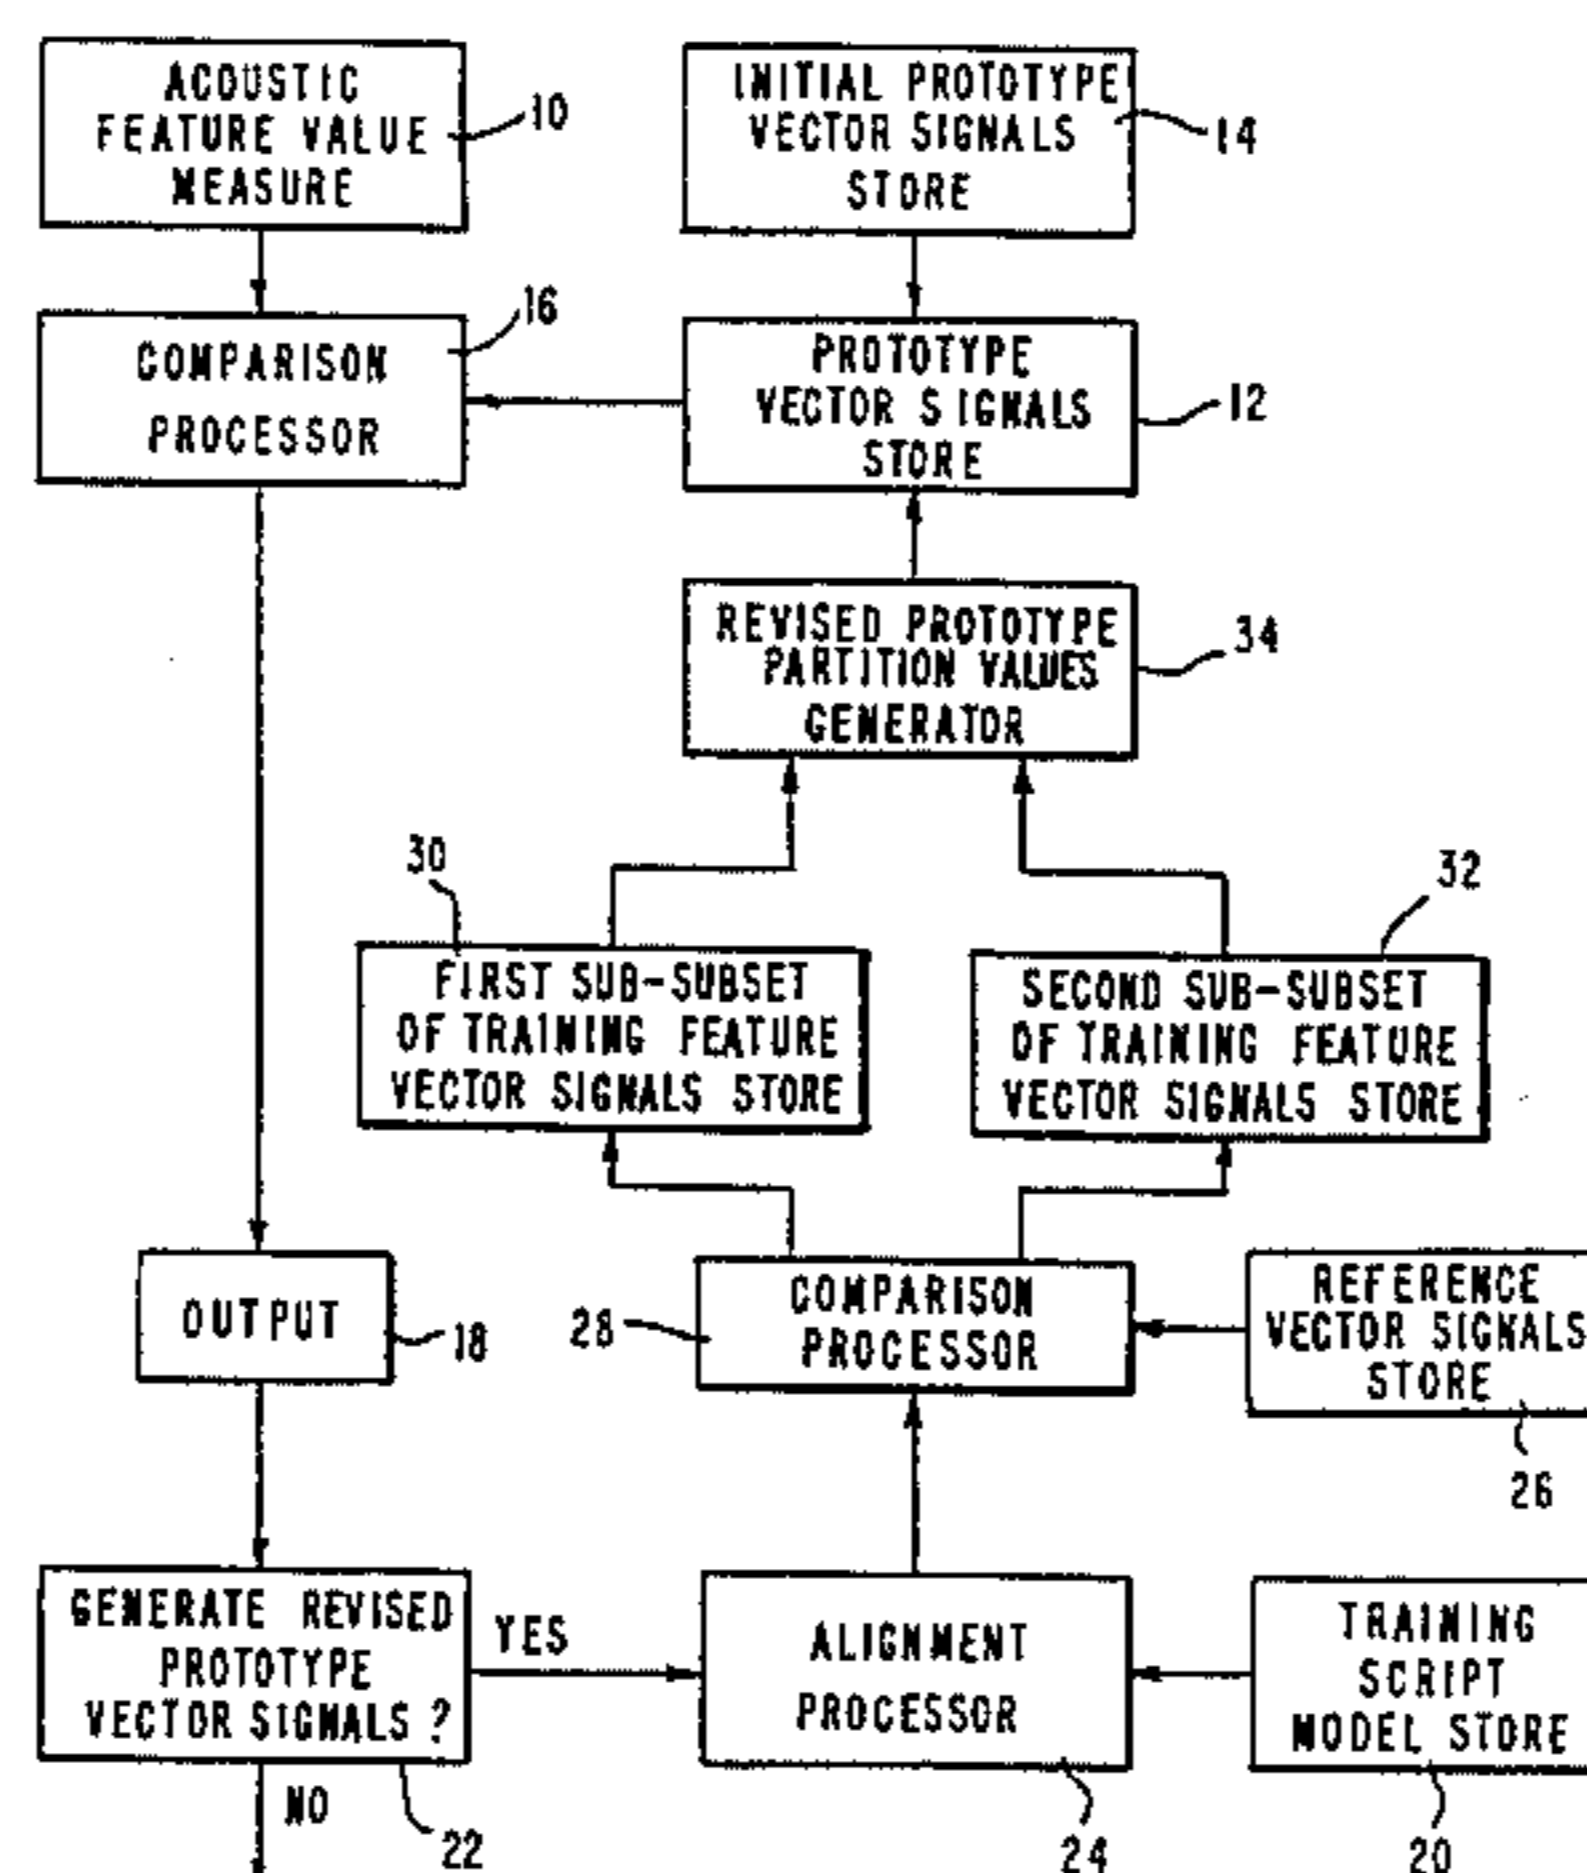 ACOUSTIC
FEATURE VALUE
MEASURE
10
INITIAL PROTOTYPE
VECTOR SIGNALS
STORE
14
16
COMPARISON
PROCESSOR
PROTOTYPE
VECTOR SIGNALS
STORE
12
REVISED PROTOTYPE
PARTITION VALUES
GENERATOR
34
30
FIRST SUB-SUBSET
OF TRAINING FEATURE
VECTOR SIGNALS STORE
32
SECOND SUB-SUBSET
OF TRAINING FEATURE
VECTOR SIGNALS STORE
OUTPUT
18
28
COMPARISON
PROCESSOR
REFERENCE
VECTOR SIGNALS
STORE
26
GENERATE REVISED
PROTOTYPE
VECTOR SIGNALS ?
YES
NO
22
ALIGNMENT
PROCESSOR
24
TRAINING
SCRIPT
MODEL STORE
20